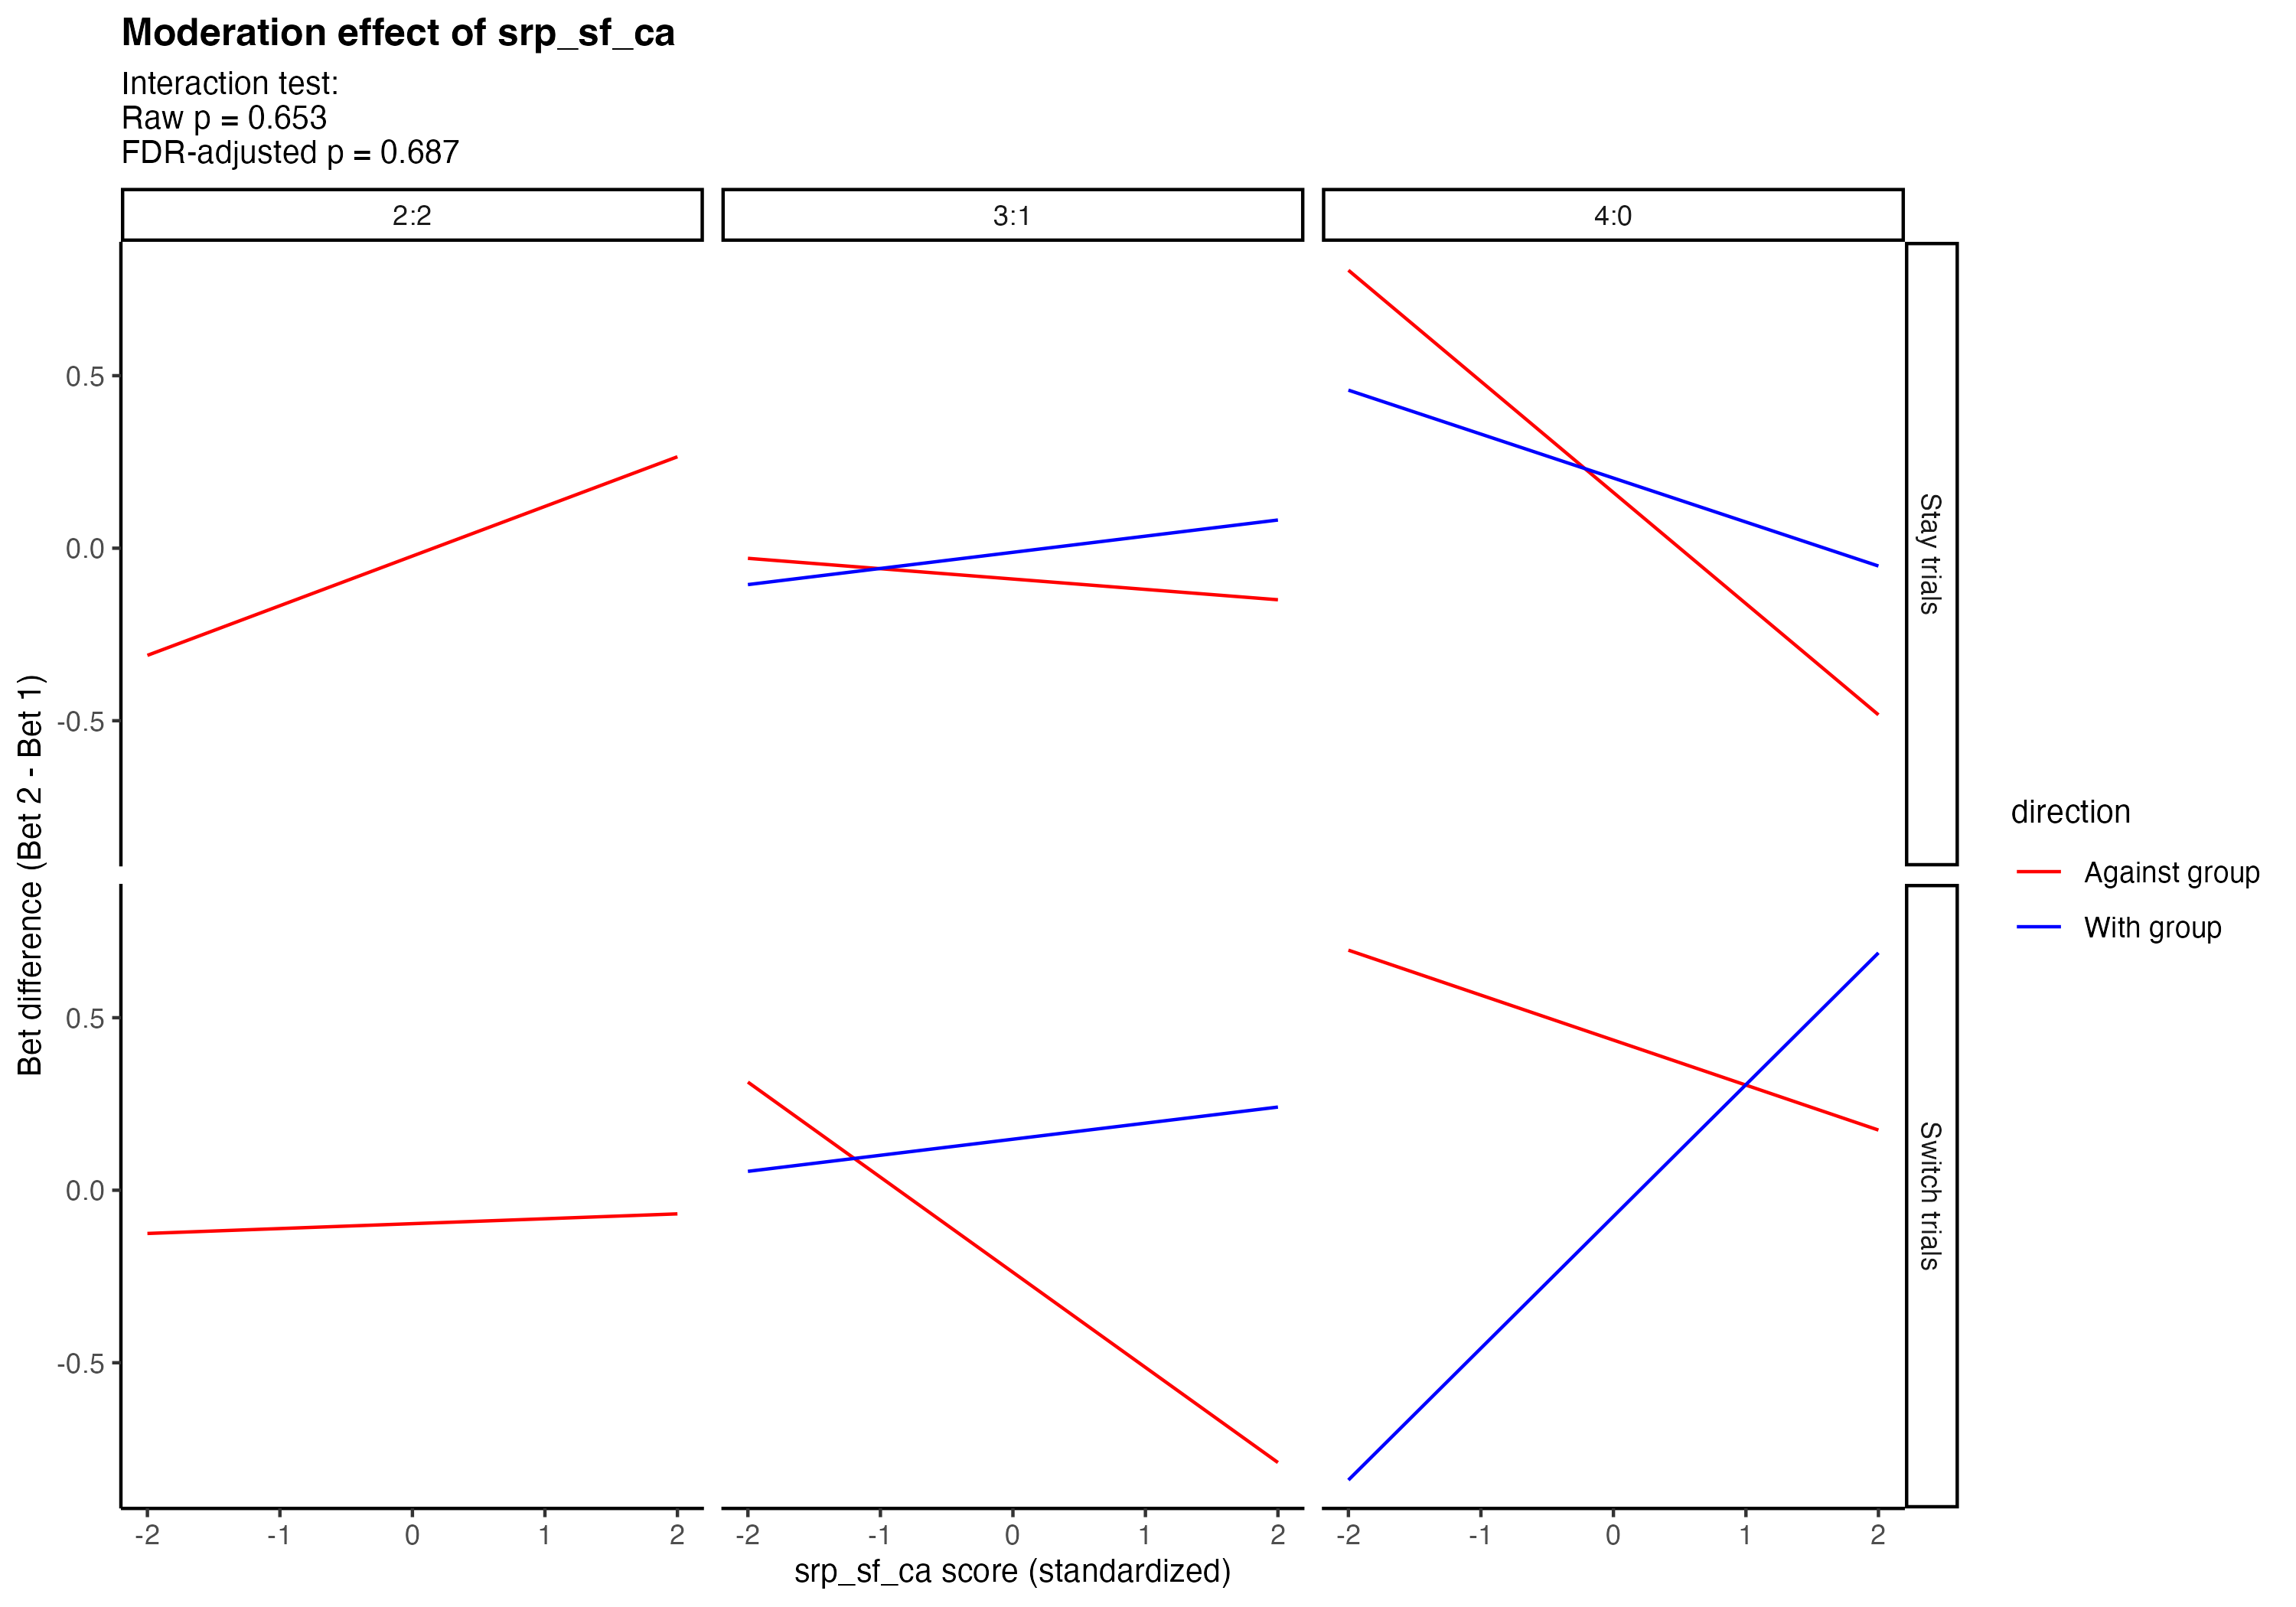 Moderation effect of srp_sf_ca
Interaction test:
Raw p = 0.653
FDR-adjusted p = 0.687
2:2
3:1
4:0
0.5
0.0
-0.5
Stay trials
Bet difference (Bet 2 - Bet 1)
direction
Against group
With group
0.5
0.0
-0.5
Switch trials
-2 -1 0 1 2
-2 -1 0 1 2
-2 -1 0 1 2
srp_sf_ca score (standardized)